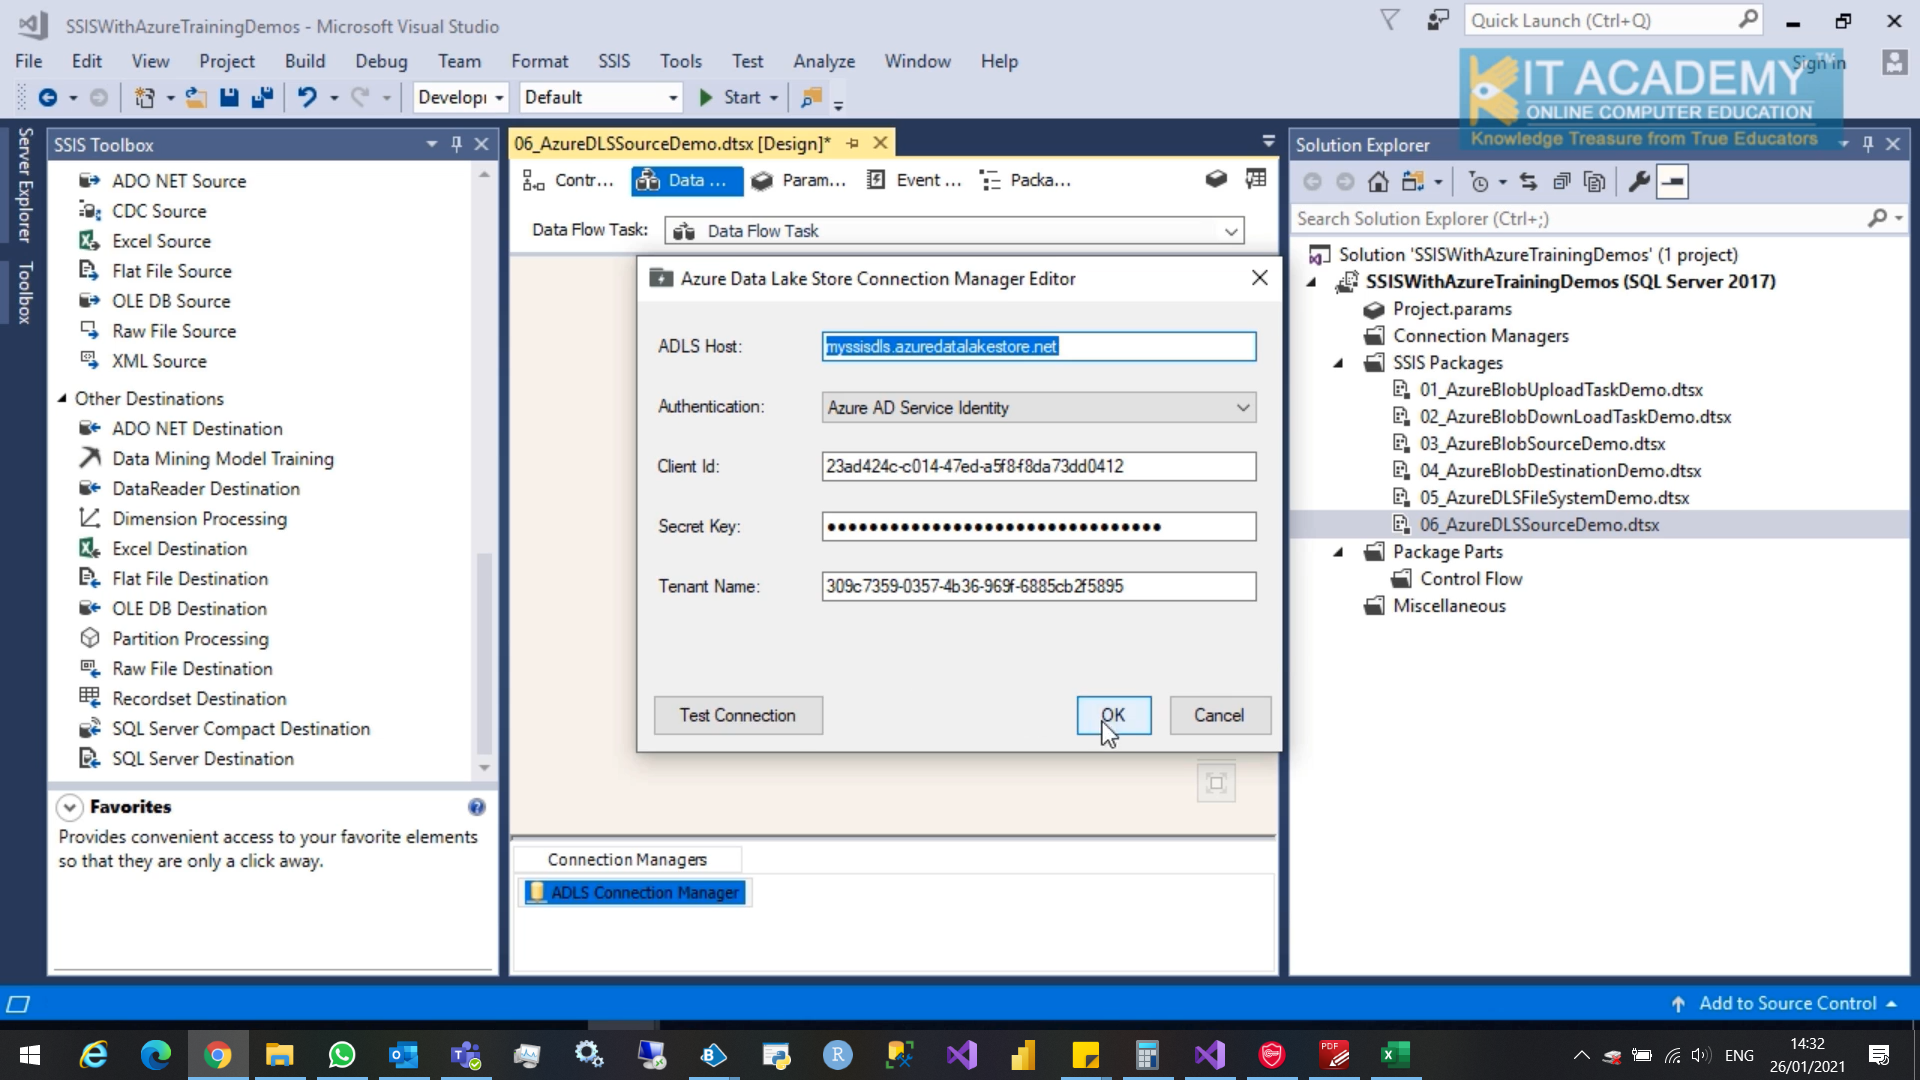 SSISWithAzureTrainingDemos - Microsoft Visual Studio
Quick Launch (Ctrl+Q)
File Edit View Project Build Debug Team Format SSIS Tools Test Analyze Window Help
Sign in
KIT ACADEMY TM
ONLINE COMPUTER EDUCATION
Knowledge Treasure from True Educators
Developi Default Start
Server Explorer
Toolbox
SSIS Toolbox
ADO NET Source
CDC Source
Excel Source
Flat File Source
OLE DB Source
Raw File Source
XML Source
Other Destinations
ADO NET Destination
Data Mining Model Training
DataReader Destination
Dimension Processing
Excel Destination
Flat File Destination
OLE DB Destination
Partition Processing
Raw File Destination
Recordset Destination
SQL Server Compact Destination
SQL Server Destination
Favorites
Provides convenient access to your favorite elements
so that they are only a click away.
06_AzureDLSSourceDemo.dtsx [Design]*
Contr... Data ... Param... Event ... Packa...
Data Flow Task: Data Flow Task
Azure Data Lake Store Connection Manager Editor
ADLS Host: myssisdls.azuredatalakestore.net
Authentication: Azure AD Service Identity
Client Id: 23ad424c-c014-47ed-a5f8-f8da73dd0412
Secret Key: ●●●●●●●●●●●●●●●●●●●●●●●●●●●●●●●●
Tenant Name: 309c7359-0357-4b36-969f-6885cb2f5895
Test Connection OK Cancel
Connection Managers
ADLS Connection Manager
Solution Explorer
Search Solution Explorer (Ctrl+;)
Solution 'SSISWithAzureTrainingDemos' (1 project)
SSISWithAzureTrainingDemos (SQL Server 2017)
Project.params
Connection Managers
SSIS Packages
01_AzureBlobUploadTaskDemo.dtsx
02_AzureBlobDownLoadTaskDemo.dtsx
03_AzureBlobSourceDemo.dtsx
04_AzureBlobDestinationDemo.dtsx
05_AzureDLSFileSystemDemo.dtsx
06_AzureDLSSourceDemo.dtsx
Package Parts
Control Flow
Miscellaneous
Add to Source Control
ENG
14:32
26/01/2021